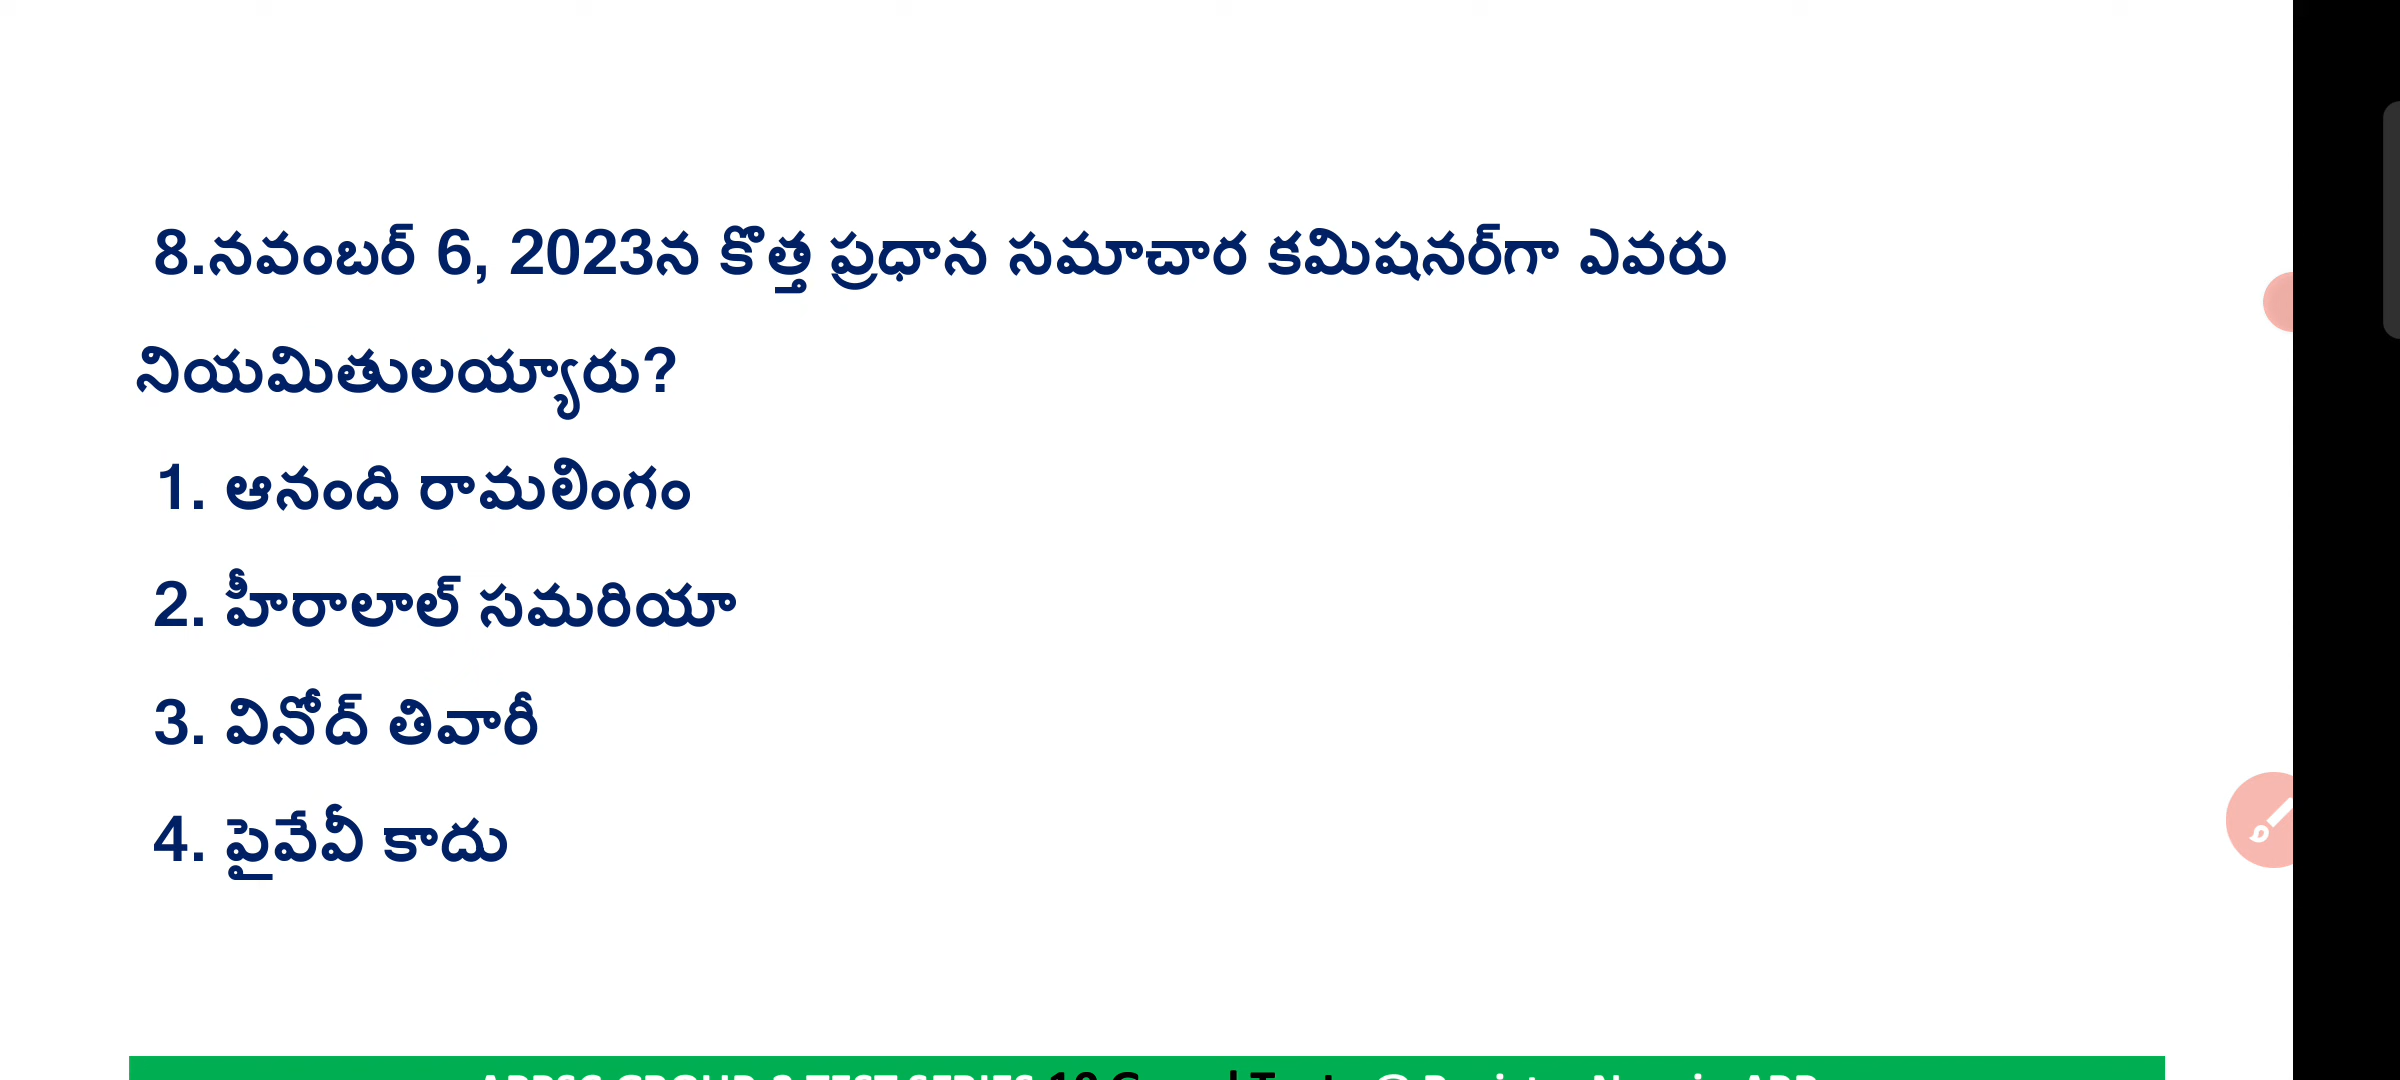 8.నవంబర్ 6, 2023న కొత్త ప్రధాన సమాచార కమిషనర్‌గా ఎవరు
నియమితులయ్యారు?
1. ఆనంది రామలింగం
2. హీరాలాల్ సమరియా
3. వినోద్ తివారీ
4. పైవేవీ కాదు